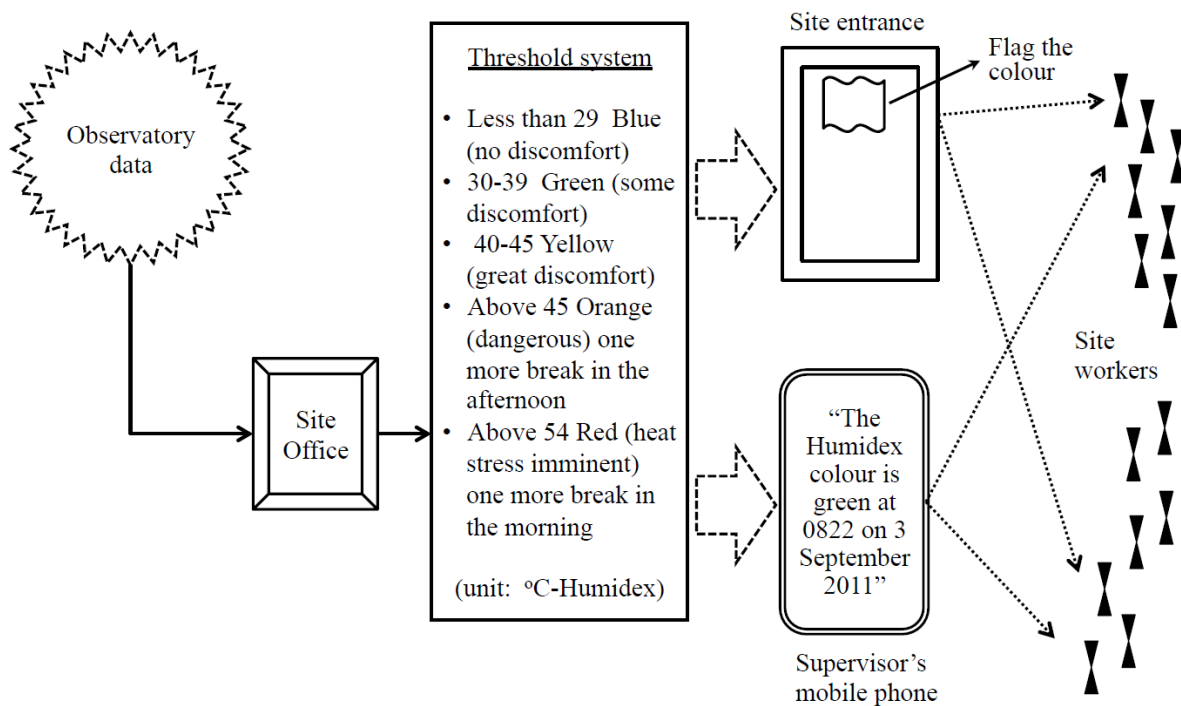 Observatory
data
Site
Office
Threshold system
• Less than 29 Blue
(no discomfort)
• 30-39 Green (some
discomfort)
• 40-45 Yellow
(great discomfort)
• Above 45 Orange
(dangerous) one
more break in the
afternoon
• Above 54 Red (heat
stress imminent)
one more break in
the morning
(unit: °C-Humidex)
Site entrance
Flag the
colour
“The
Humidex
colour is
green at
0822 on 3
September
2011”
Supervisor’s
mobile phone
Site
workers